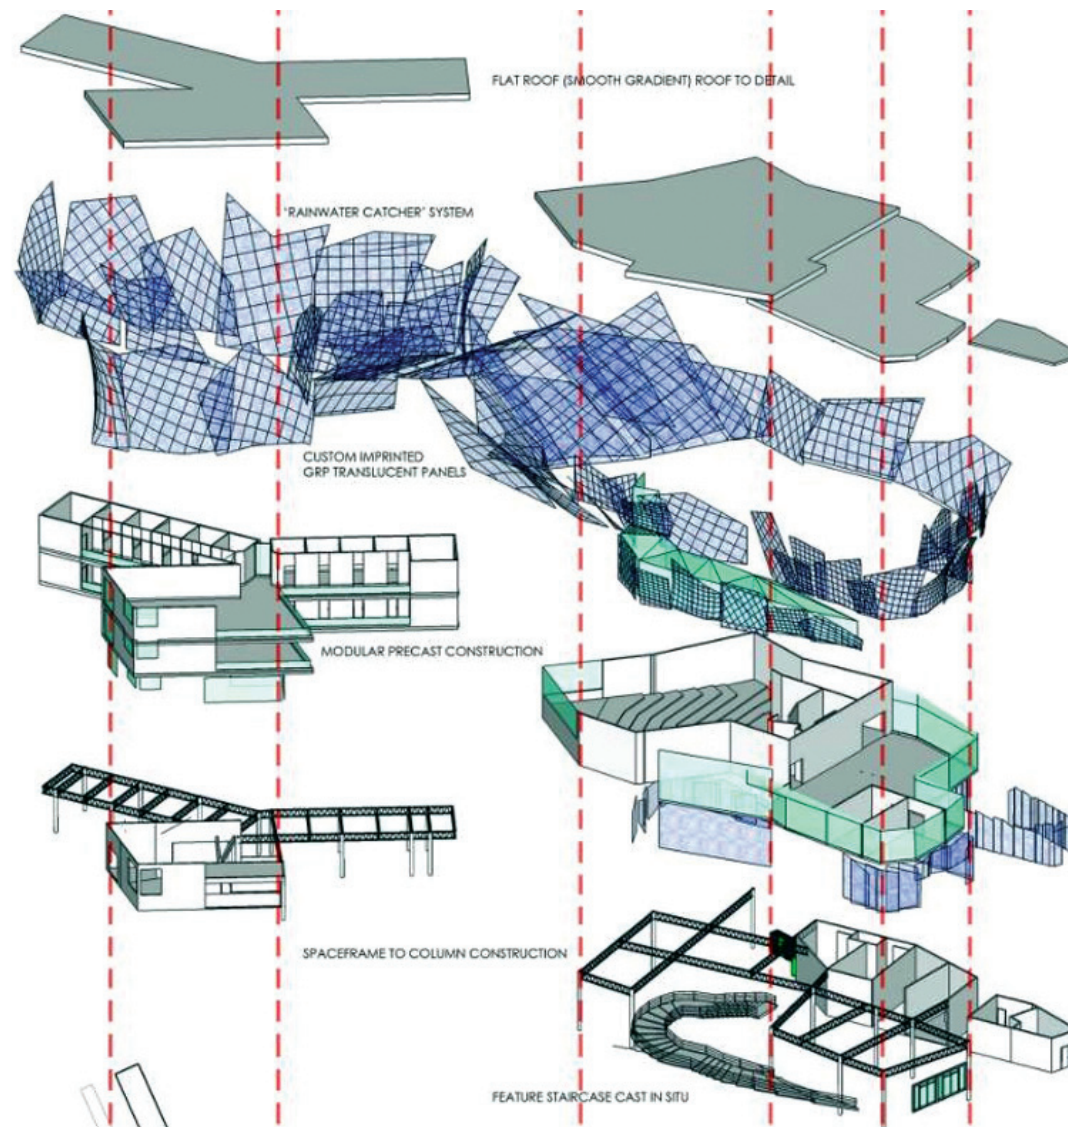 FLAT ROOF (SMOOTH GRADIENT) ROOF TO DETAIL
'RAINWATER CATCHER' SYSTEM
CUSTOM IMPRINTED
GRP TRANSLUCENT PANELS
MODULAR PRECAST CONSTRUCTION
SPACEFRAME TO COLUMN CONSTRUCTION
FEATURE STAIRCASE CAST IN SITU